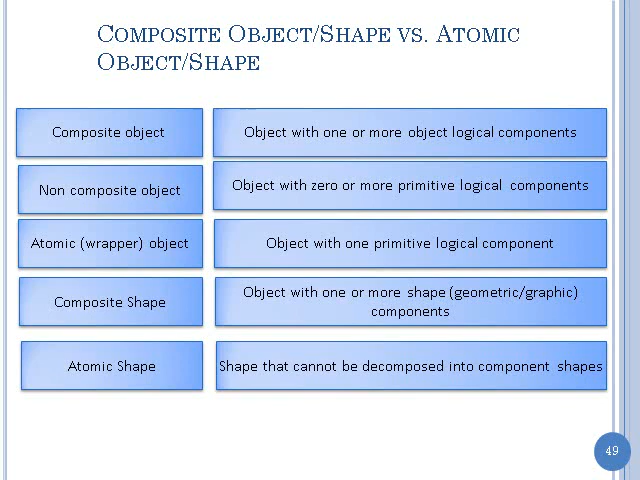 COMPOSITE OBJECT/SHAPE VS. ATOMIC
OBJECT/SHAPE
Composite object
Object with one or more object logical components
Non composite object
Object with zero or more primitive logical components
Atomic (wrapper) object
Object with one primitive logical component
Composite Shape
Object with one or more shape (geometric/graphic)
components
Atomic Shape
Shape that cannot be decomposed into component shapes
49